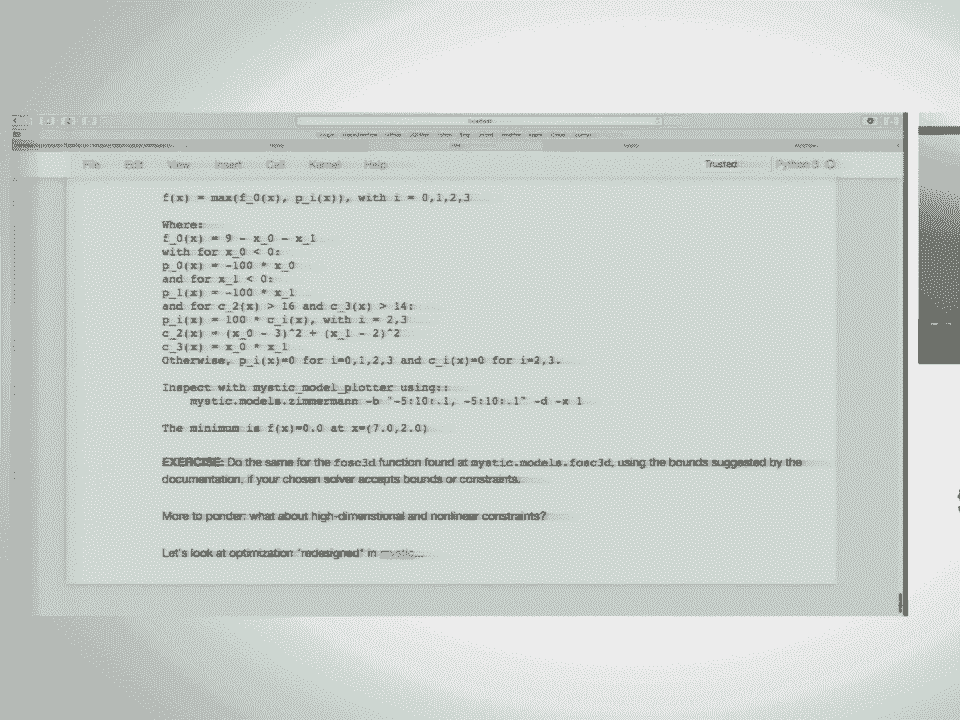 File Edit View Insert Cell Kernel Help Trusted Python 3
f(x) = max(f_0(x), p_i(x)), with i = 0,1,2,3
Where:
f_0(x) = 9 - x_0 - x_1
with for x_0 < 0:
p_0(x) = -100 * x_0
and for x_1 < 0:
p_1(x) = -100 * x_1
and for c_2(x) > 16 and c_3(x) > 14:
p_i(x) = 100 * c_i(x), with i = 2,3
c_2(x) = (x_0 - 3)^2 + (x_1 - 2)^2
c_3(x) = x_0 * x_1
Otherwise, p_i(x)=0 for i=0,1,2,3 and c_i(x)=0 for i=2,3.
Inspect with mystic_model_plotter using::
mystic.models.zimmermann -b "-5:10:.1, -5:10:.1" -d -x 1
The minimum is f(x)=0.0 at x=(7.0,2.0)
EXERCISE: Do the same for the fosc3d function found at mystic.models.fosc3d, using the bounds suggested by the
documentation, if your chosen solver accepts bounds or constraints.
More to ponder: what about high-dimenstional and nonlinear constraints?
Let's look at optimization "redesigned" in mystic...